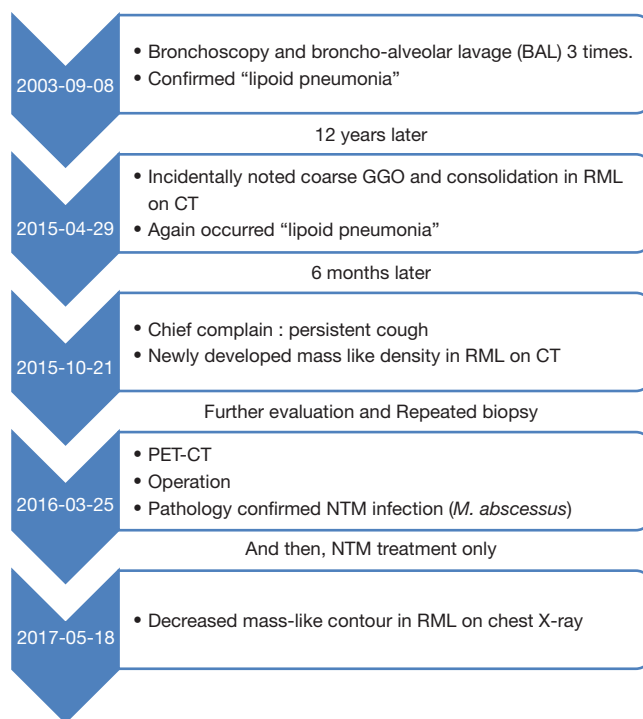 2003-09-08
• Bronchoscopy and broncho-alveolar lavage (BAL) 3 times.
• Confirmed “lipoid pneumonia”
12 years later
2015-04-29
• Incidentally noted coarse GGO and consolidation in RML
on CT
• Again occurred “lipoid pneumonia”
6 months later
2015-10-21
• Chief complain : persistent cough
• Newly developed mass like density in RML on CT
Further evaluation and Repeated biopsy
2016-03-25
• PET-CT
• Operation
• Pathology confirmed NTM infection (M. abscessus)
And then, NTM treatment only
2017-05-18
• Decreased mass-like contour in RML on chest X-ray